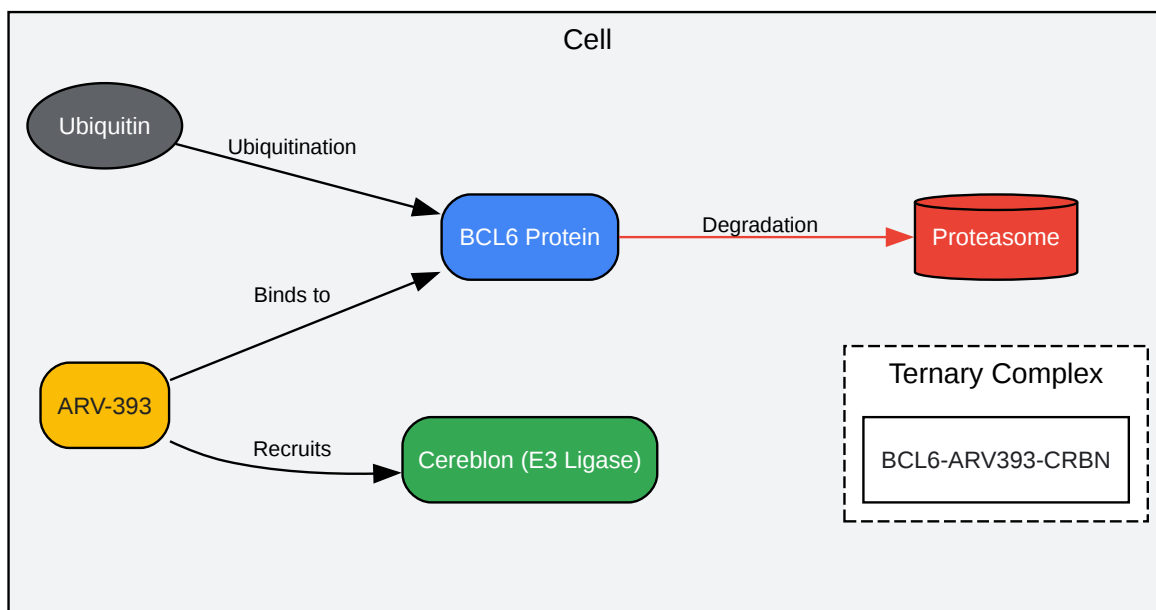 Cell
Ubiquitin
Ubiquitination
BCL6 Protein
Degradation
Proteasome
Binds to
ARV-393
Recruits
Cereblon (E3 Ligase)
Ternary Complex
BCL6-ARV393-CRBN